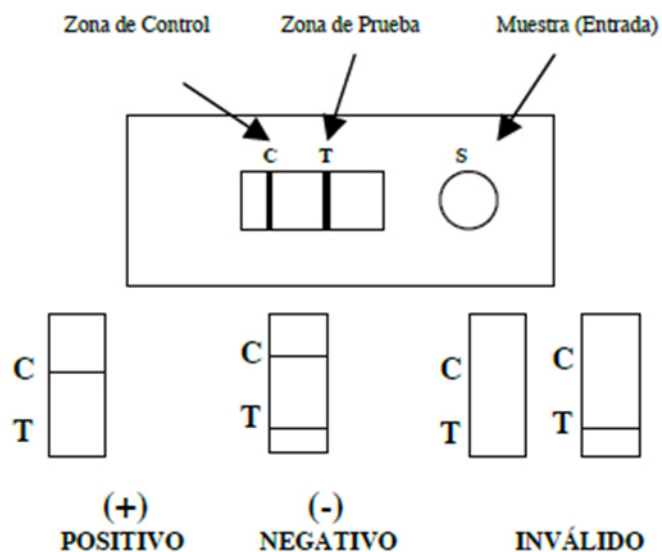 Zona de Control Zona de Prueba Muestra (Entrada)
C T S
C C C C
T T T T
(+) (-)
POSITIVO NEGATIVO INVÁLIDO